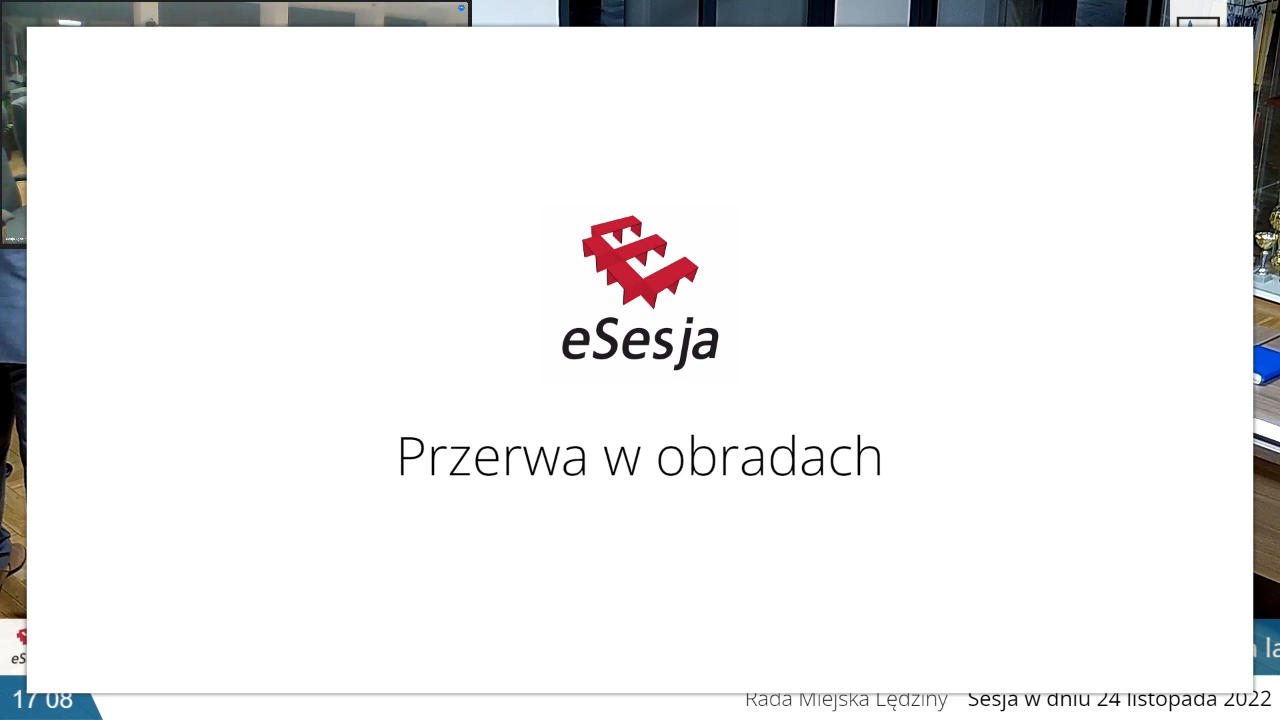 eSesja
Przerwa w obradach
17 08
Rada Miejska Lędziny Sesja w dniu 24 listopada 2022